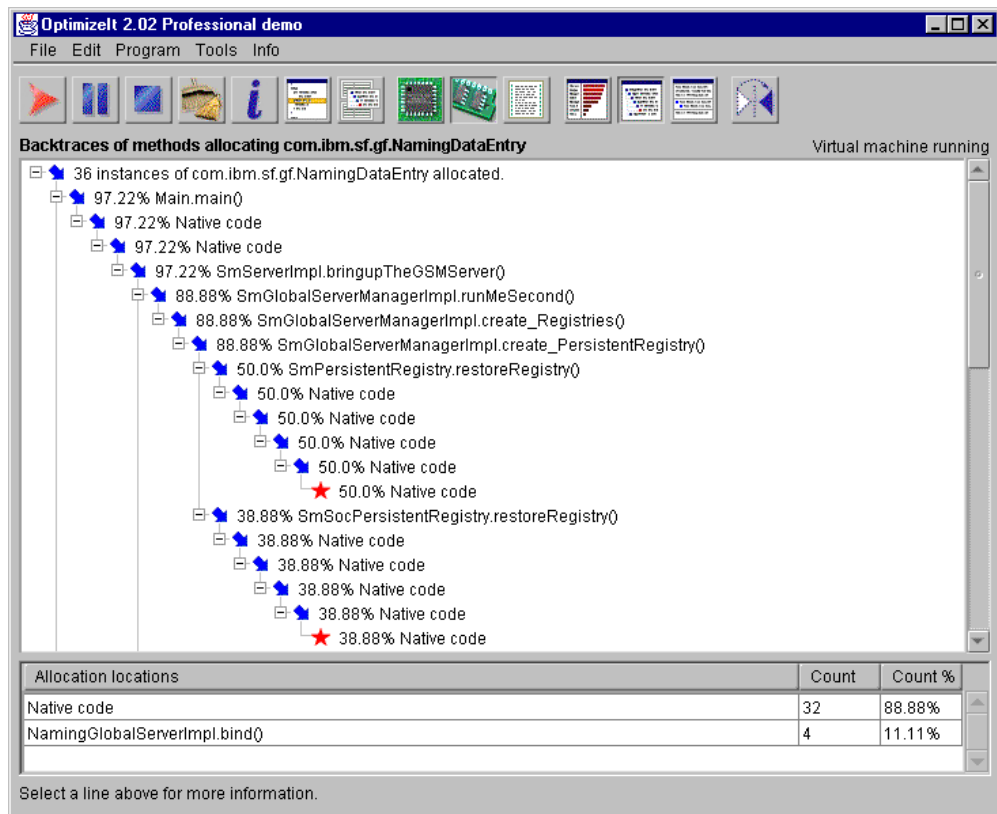 OptimizeIt 2.02 Professional demo
File Edit Program Tools Info
Backtraces of methods allocating com.ibm.sf.gf.NamingDataEntry Virtual machine running
36 instances of com.ibm.sf.gf.NamingDataEntry allocated.
97.22% Main.main()
97.22% Native code
97.22% Native code
97.22% SmServerImpl.bringupTheGSMServer()
88.88% SmGlobalServerManagerImpl.runMeSecond()
88.88% SmGlobalServerManagerImpl.create_Registries()
88.88% SmGlobalServerManagerImpl.create_PersistentRegistry()
50.0% SmPersistentRegistry.restoreRegistry()
50.0% Native code
50.0% Native code
50.0% Native code
50.0% Native code
50.0% Native code
38.88% SmSocPersistentRegistry.restoreRegistry()
38.88% Native code
38.88% Native code
38.88% Native code
38.88% Native code
38.88% Native code
Allocation locations Count Count %
Native code 32 88.88%
NamingGlobalServerImpl.bind() 4 11.11%
Select a line above for more information.